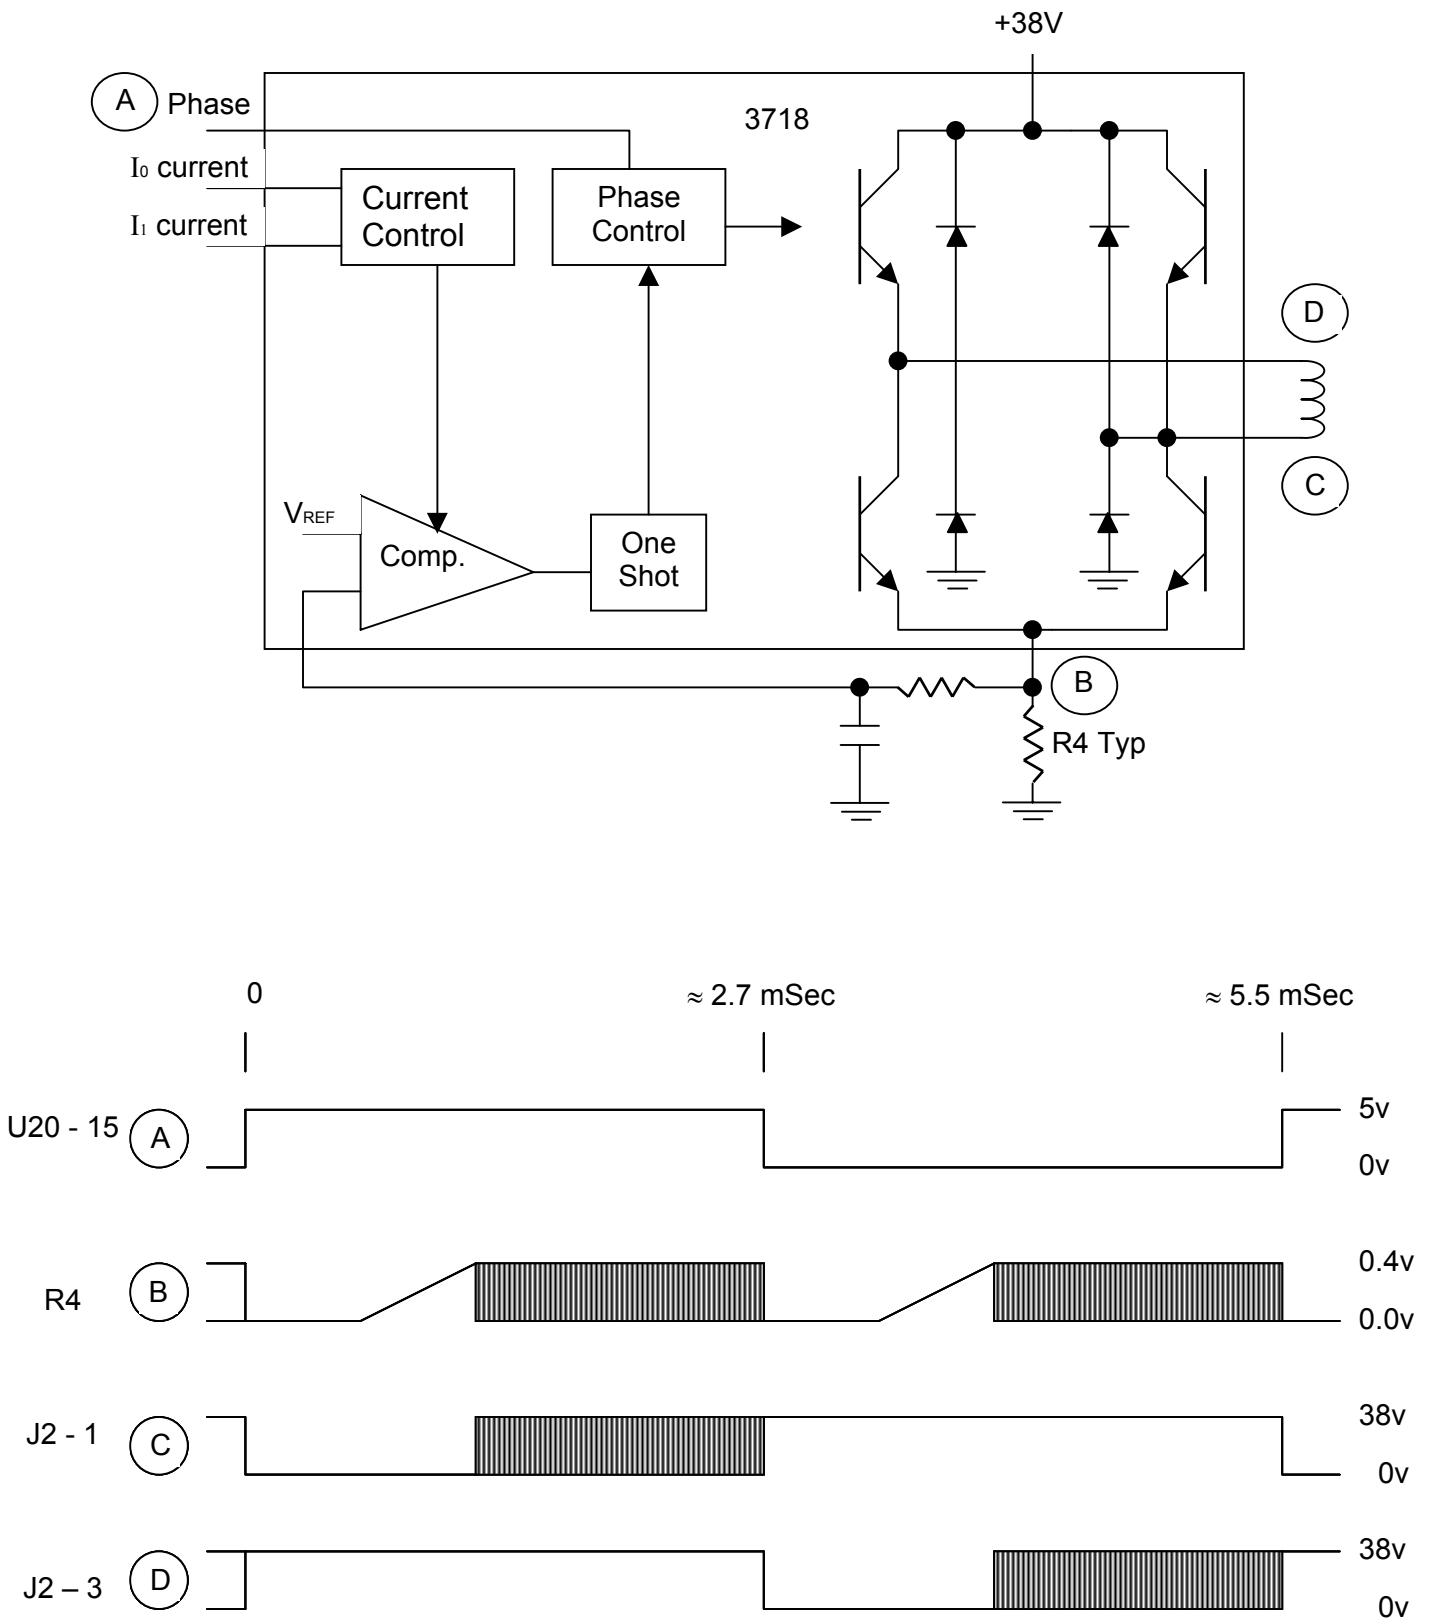 +38V
A Phase
3718
I₀ current
I₁ current
Current
Control
Phase
Control
D
C
VREF
Comp.
One
Shot
B
R4 Typ
0 ≈ 2.7 mSec ≈ 5.5 mSec
U20 - 15 A 5v
0v
R4 B 0.4v
0.0v
J2 - 1 C 38v
0v
J2 – 3 D 38v
0v